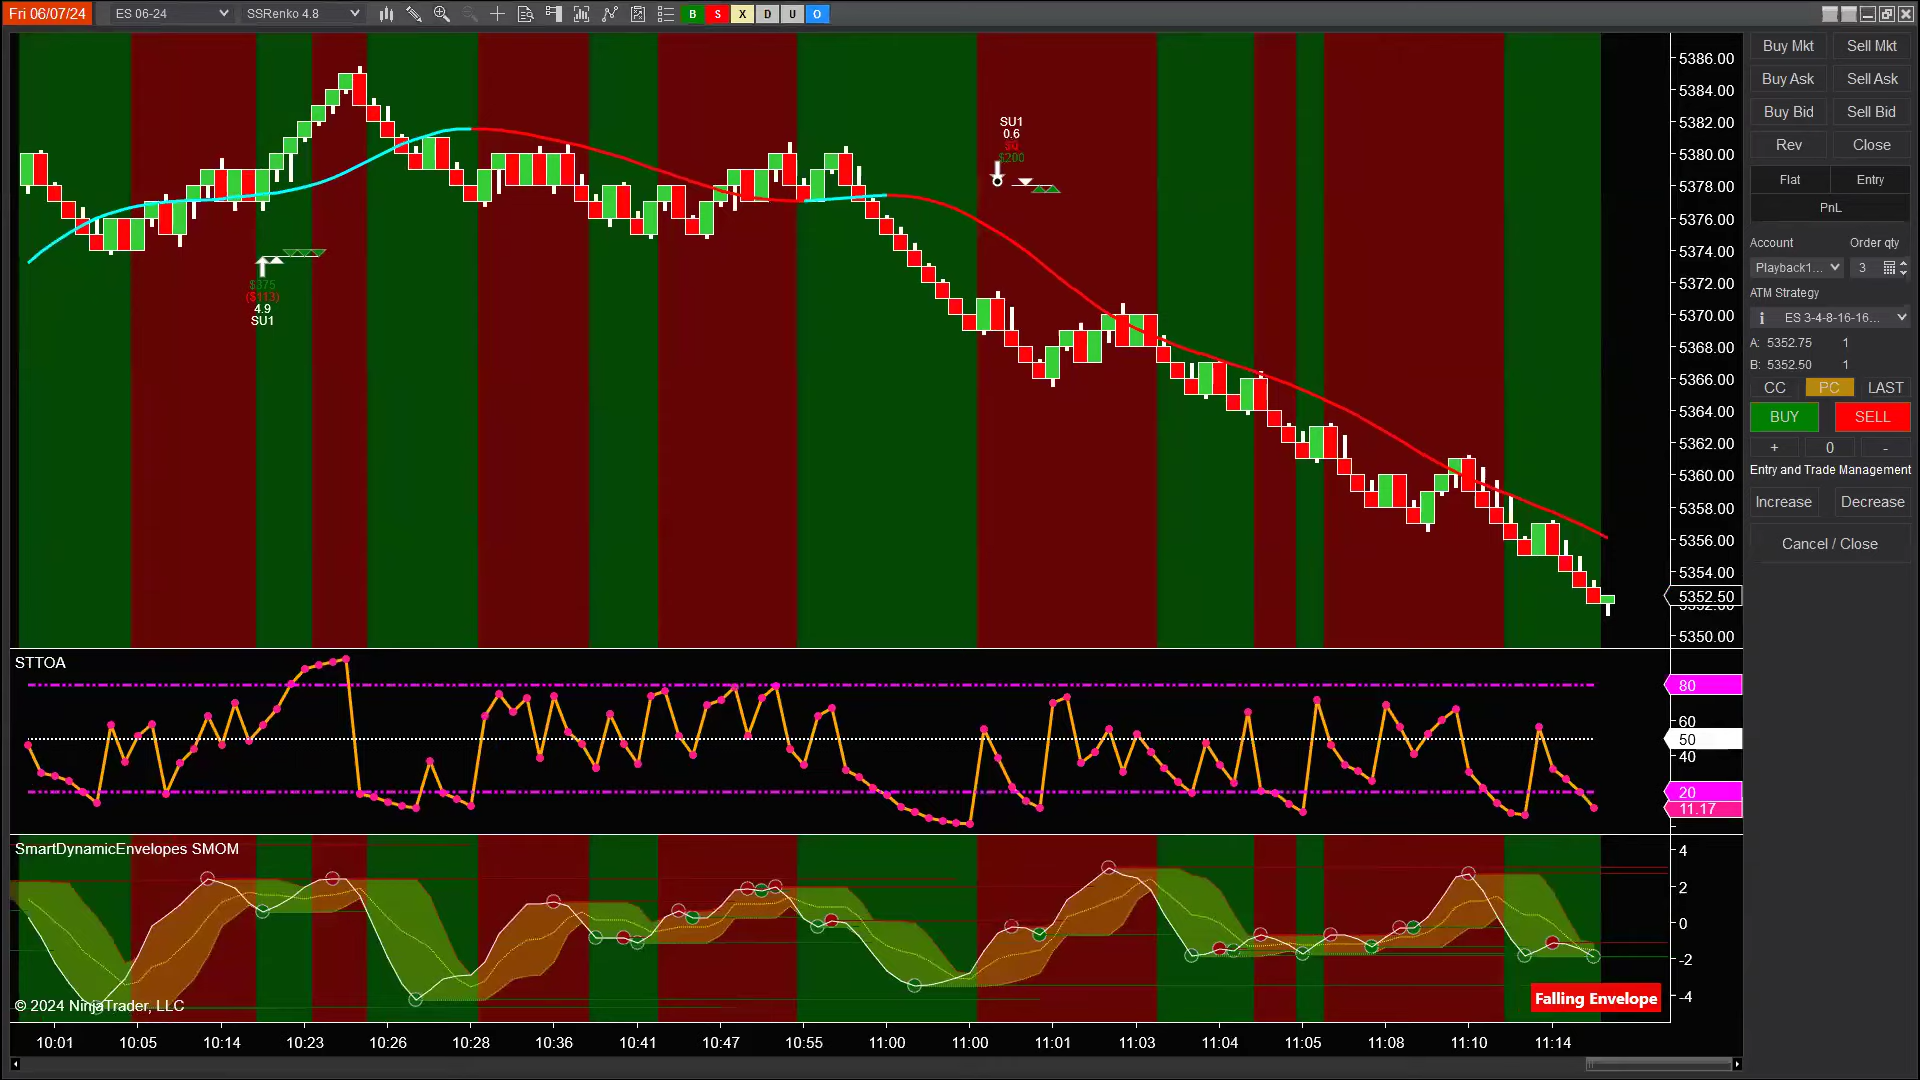 Fri 06/07/24
ES 06-24
SSRenko 4.8
B
S
X
D
U
O
SU1
0.6
$0
$200
$375
($113)
4.9
SU1
5386.00
5384.00
5382.00
5380.00
5378.00
5376.00
5374.00
5372.00
5370.00
5368.00
5366.00
5364.00
5362.00
5360.00
5358.00
5356.00
5354.00
5352.50
5352.00
5350.00
STTOA
80
60
50
40
20
11.17
SmartDynamicEnvelopes SMOM
4
2
0
-2
-4
© 2024 NinjaTrader, LLC
Falling Envelope
10:01
10:05
10:14
10:23
10:26
10:28
10:36
10:41
10:47
10:55
11:00
11:00
11:01
11:03
11:04
11:05
11:08
11:10
11:14
Buy Mkt
Sell Mkt
Buy Ask
Sell Ask
Buy Bid
Sell Bid
Rev
Close
Flat
Entry
PnL
Account
Order qty
Playback1...
3
ATM Strategy
ES 3-4-8-16-16...
A: 5352.75 1
B: 5352.50 1
CC
PC
LAST
BUY
SELL
+
0
-
Entry and Trade Management
Increase
Decrease
Cancel / Close